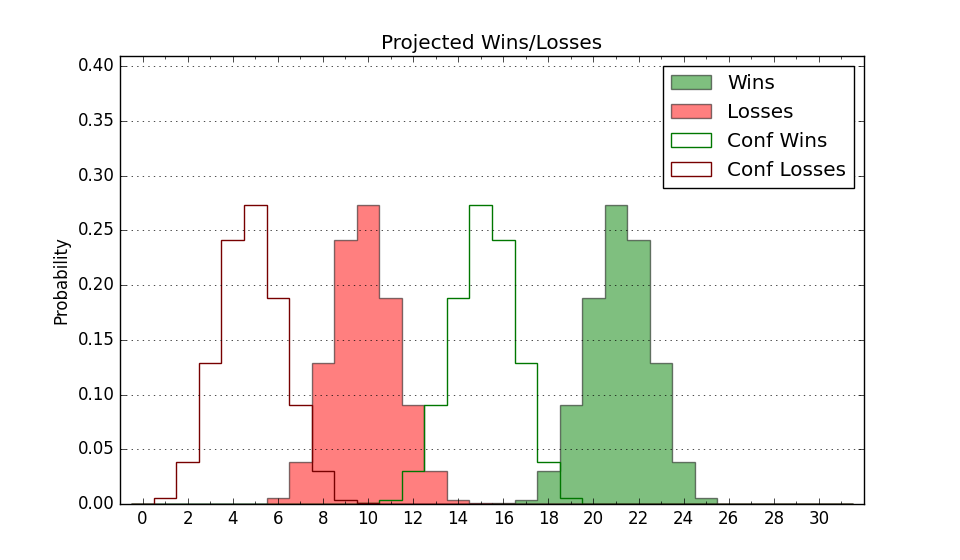 Projected Wins/Losses
0.40
0.35
0.30
0.25
0.20
0.15
0.10
0.05
0.00
Probability
Wins
Losses
Conf Wins
Conf Losses
0 2 4 6 8 10 12 14 16 18 20 22 24 26 28 30